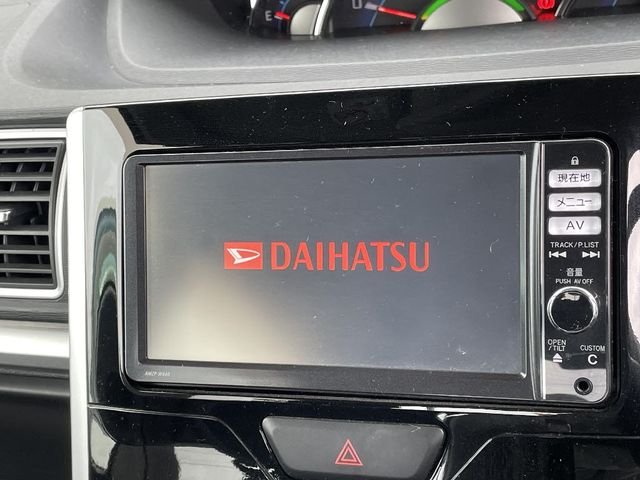 E
現在地
メニュー
AV
TRACK/P.LIST
音量
PUSH AV OFF
DAIHATSU
OPEN
/TILT
CUSTOM
C